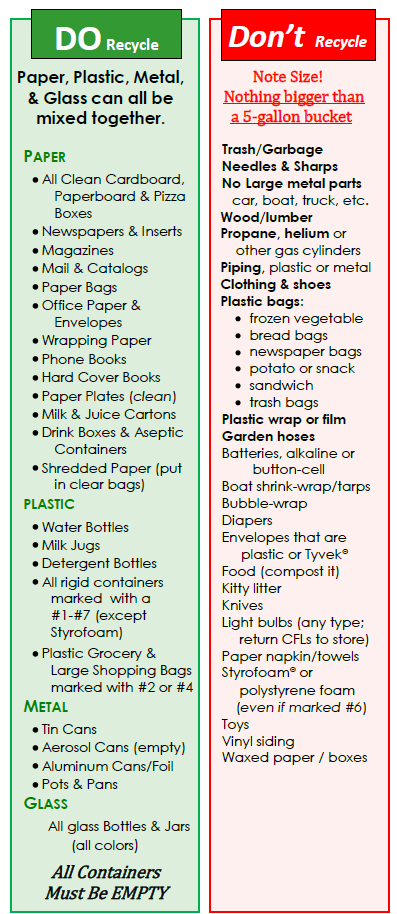 DO Recycle
Paper, Plastic, Metal,
& Glass can all be
mixed together.
PAPER
• All Clean Cardboard,
Paperboard & Pizza
Boxes
• Newspapers & Inserts
• Magazines
• Mail & Catalogs
• Paper Bags
• Office Paper &
Envelopes
• Wrapping Paper
• Phone Books
• Hard Cover Books
• Paper Plates (clean)
• Milk & Juice Cartons
• Drink Boxes & Aseptic
Containers
• Shredded Paper (put
in clear bags)
PLASTIC
• Water Bottles
• Milk Jugs
• Detergent Bottles
• All rigid containers
marked with a
#1-#7 (except
Styrofoam)
• Plastic Grocery &
Large Shopping Bags
marked with #2 or #4
METAL
• Tin Cans
• Aerosol Cans (empty)
• Aluminum Cans/Foil
• Pots & Pans
GLASS
All glass Bottles & Jars
(all colors)
All Containers
Must Be EMPTY
Don't Recycle
Note Size!
Nothing bigger than
a 5-gallon bucket
Trash/Garbage
Needles & Sharps
No Large metal parts
car, boat, truck, etc.
Wood/lumber
Propane, helium or
other gas cylinders
Piping, plastic or metal
Clothing & shoes
Plastic bags:
• frozen vegetable
• bread bags
• newspaper bags
• potato or snack
• sandwich
• trash bags
Plastic wrap or film
Garden hoses
Batteries, alkaline or
button-cell
Boat shrink-wrap/tarps
Bubble-wrap
Diapers
Envelopes that are
plastic or Tyvek®
Food (compost it)
Kitty litter
Knives
Light bulbs (any type;
return CFLs to store)
Paper napkin/towels
Styrofoam® or
polystyrene foam
(even if marked #6)
Toys
Vinyl siding
Waxed paper / boxes